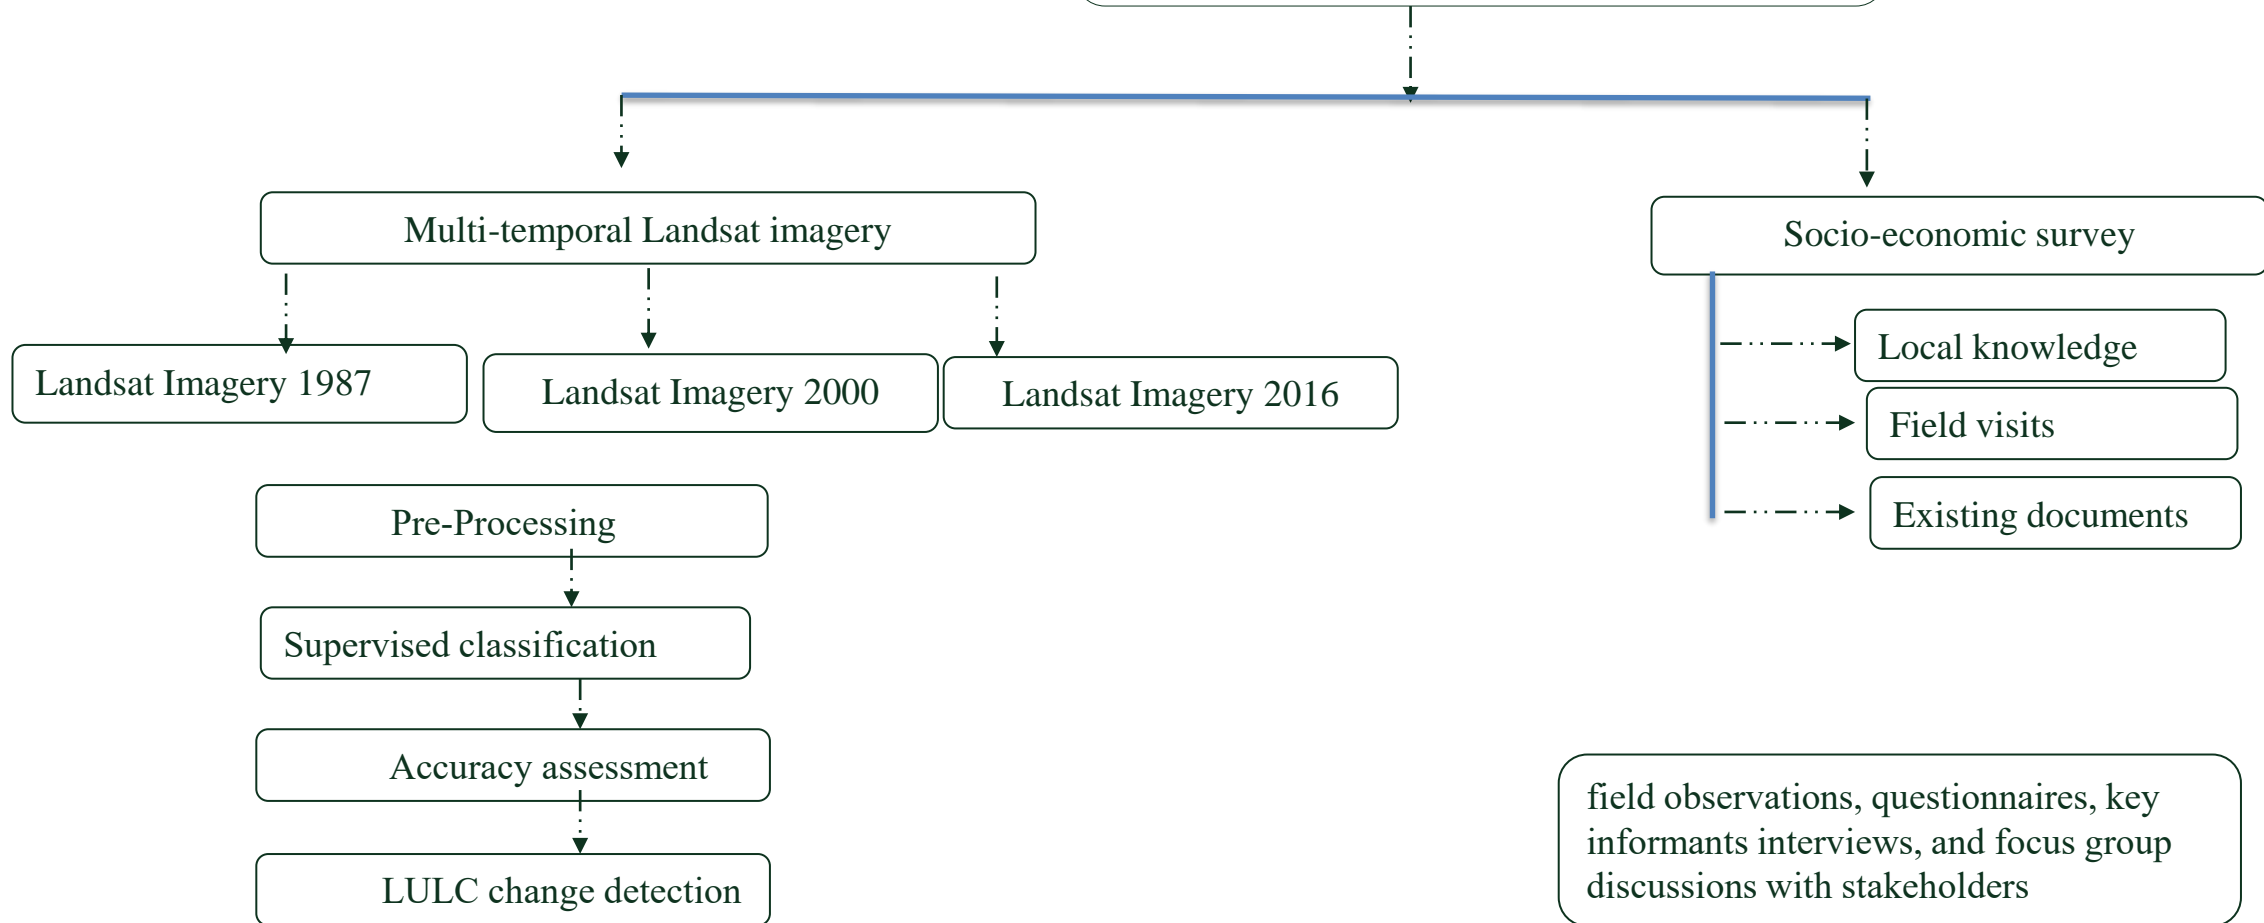 Multi-temporal Landsat imagery
Socio-economic survey
Landsat Imagery 1987
Landsat Imagery 2000
Landsat Imagery 2016
Local knowledge
Field visits
Existing documents
Pre-Processing
Supervised classification
Accuracy assessment
LULC change detection
field observations, questionnaires, key
informants interviews, and focus group
discussions with stakeholders